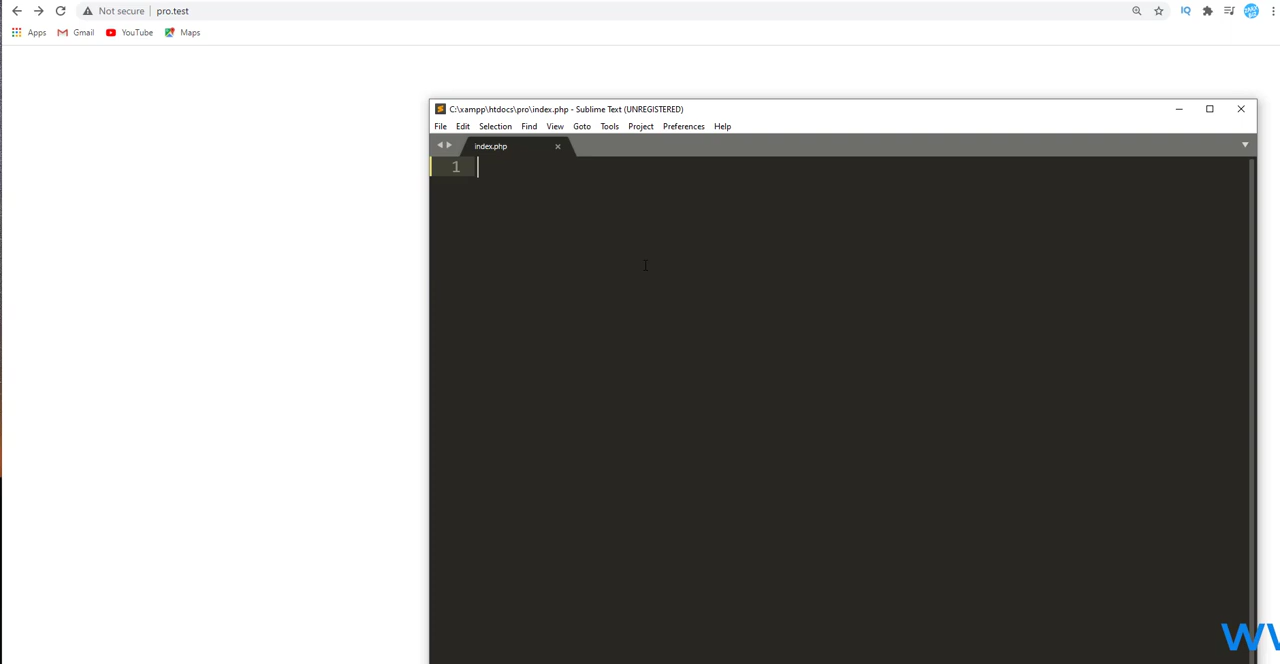 Not secure pro.test
Apps Gmail YouTube Maps
C:\xampp\htdocs\pro\index.php - Sublime Text (UNREGISTERED)
File Edit Selection Find View Goto Tools Project Preferences Help
index.php
1